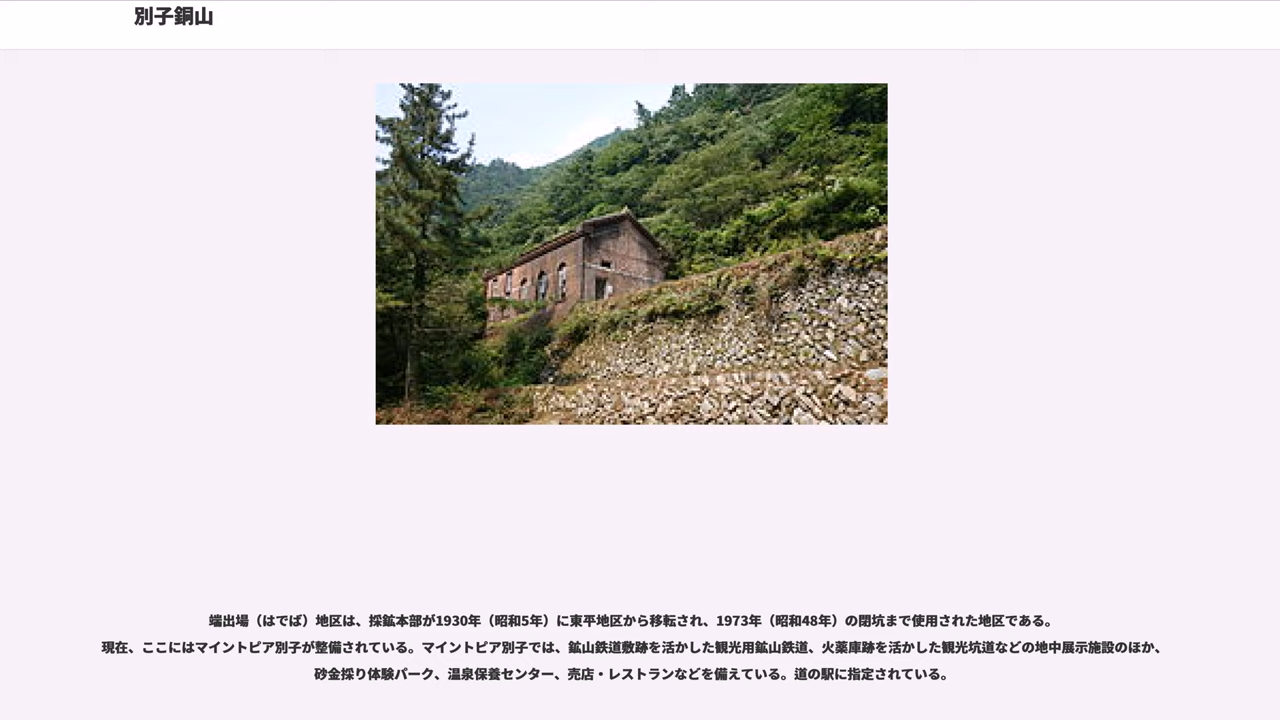 別子銅山
端出場（はでば）地区は、採鉱本部が1930年（昭和5年）に東平地区から移転され、1973年（昭和48年）の閉坑まで使用された地区である。
現在、ここにはマイントピア別子が整備されている。マイントピア別子では、鉱山鉄道敷跡を活かした観光用鉱山鉄道、火薬庫跡を活かした観光坑道などの地中展示施設のほか、
砂金採り体験パーク、温泉保養センター、売店・レストランなどを備えている。道の駅に指定されている。